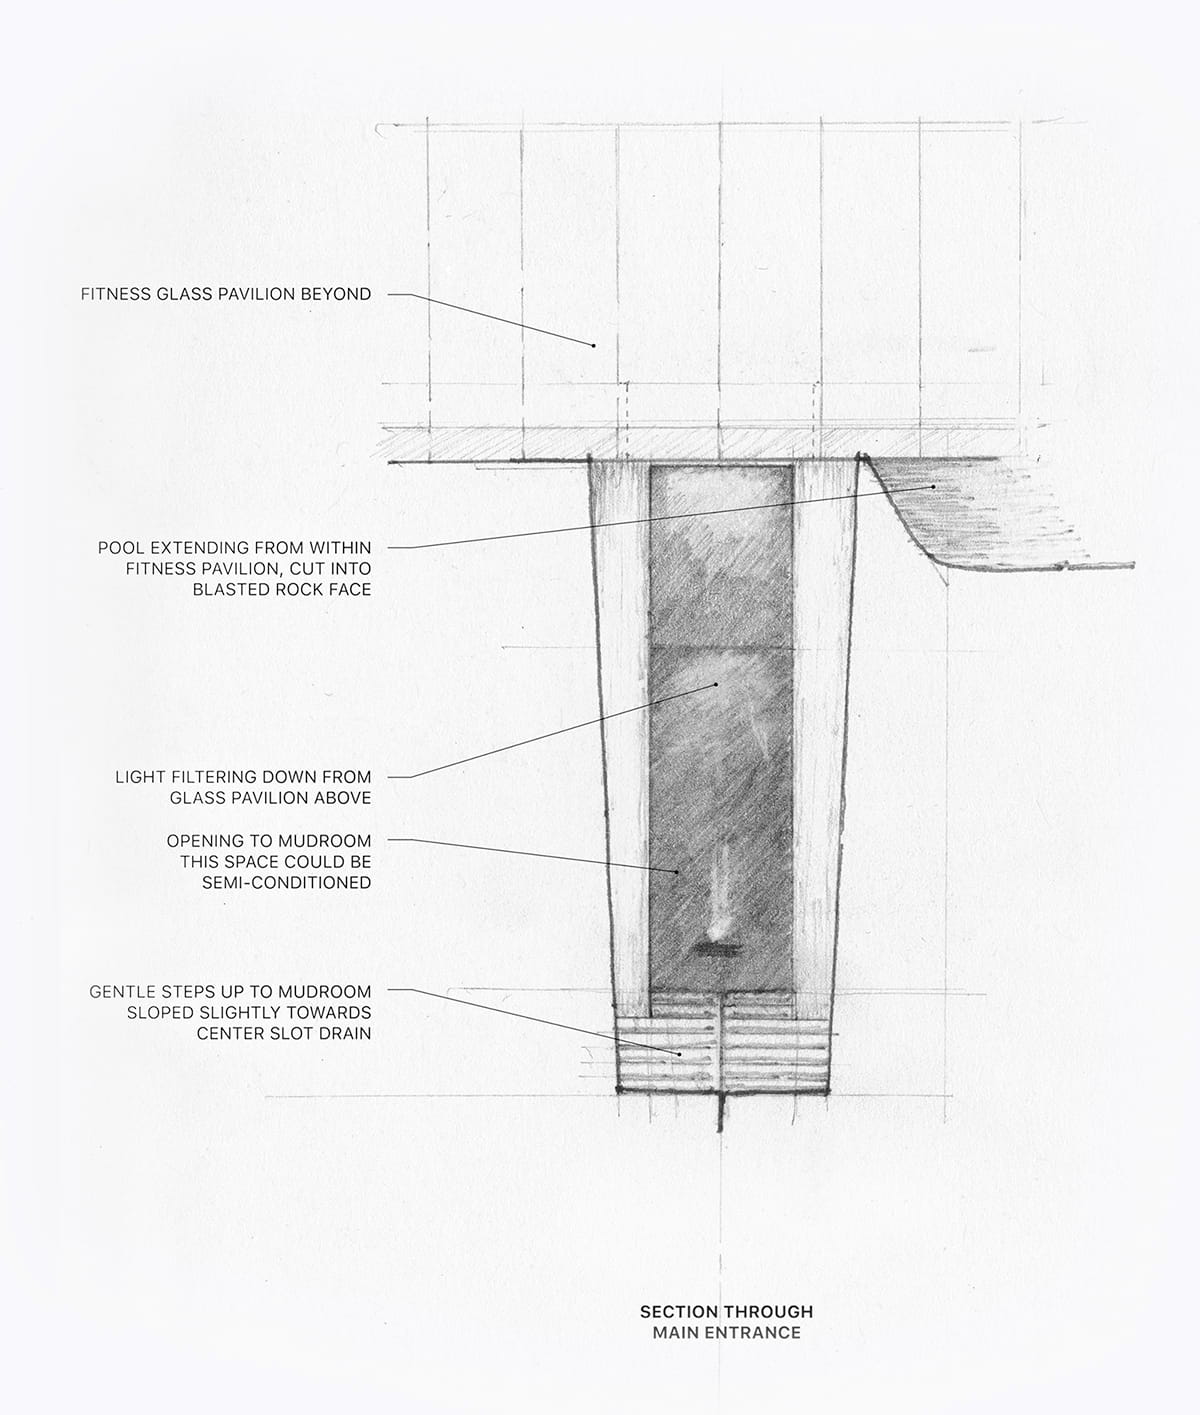 FITNESS GLASS PAVILION BEYOND
POOL EXTENDING FROM WITHIN
FITNESS PAVILION, CUT INTO
BLASTED ROCK FACE
LIGHT FILTERING DOWN FROM
GLASS PAVILION ABOVE
OPENING TO MUDROOM
THIS SPACE COULD BE
SEMI-CONDITIONED
GENTLE STEPS UP TO MUDROOM
SLOPED SLIGHTLY TOWARDS
CENTER SLOT DRAIN
SECTION THROUGH
MAIN ENTRANCE